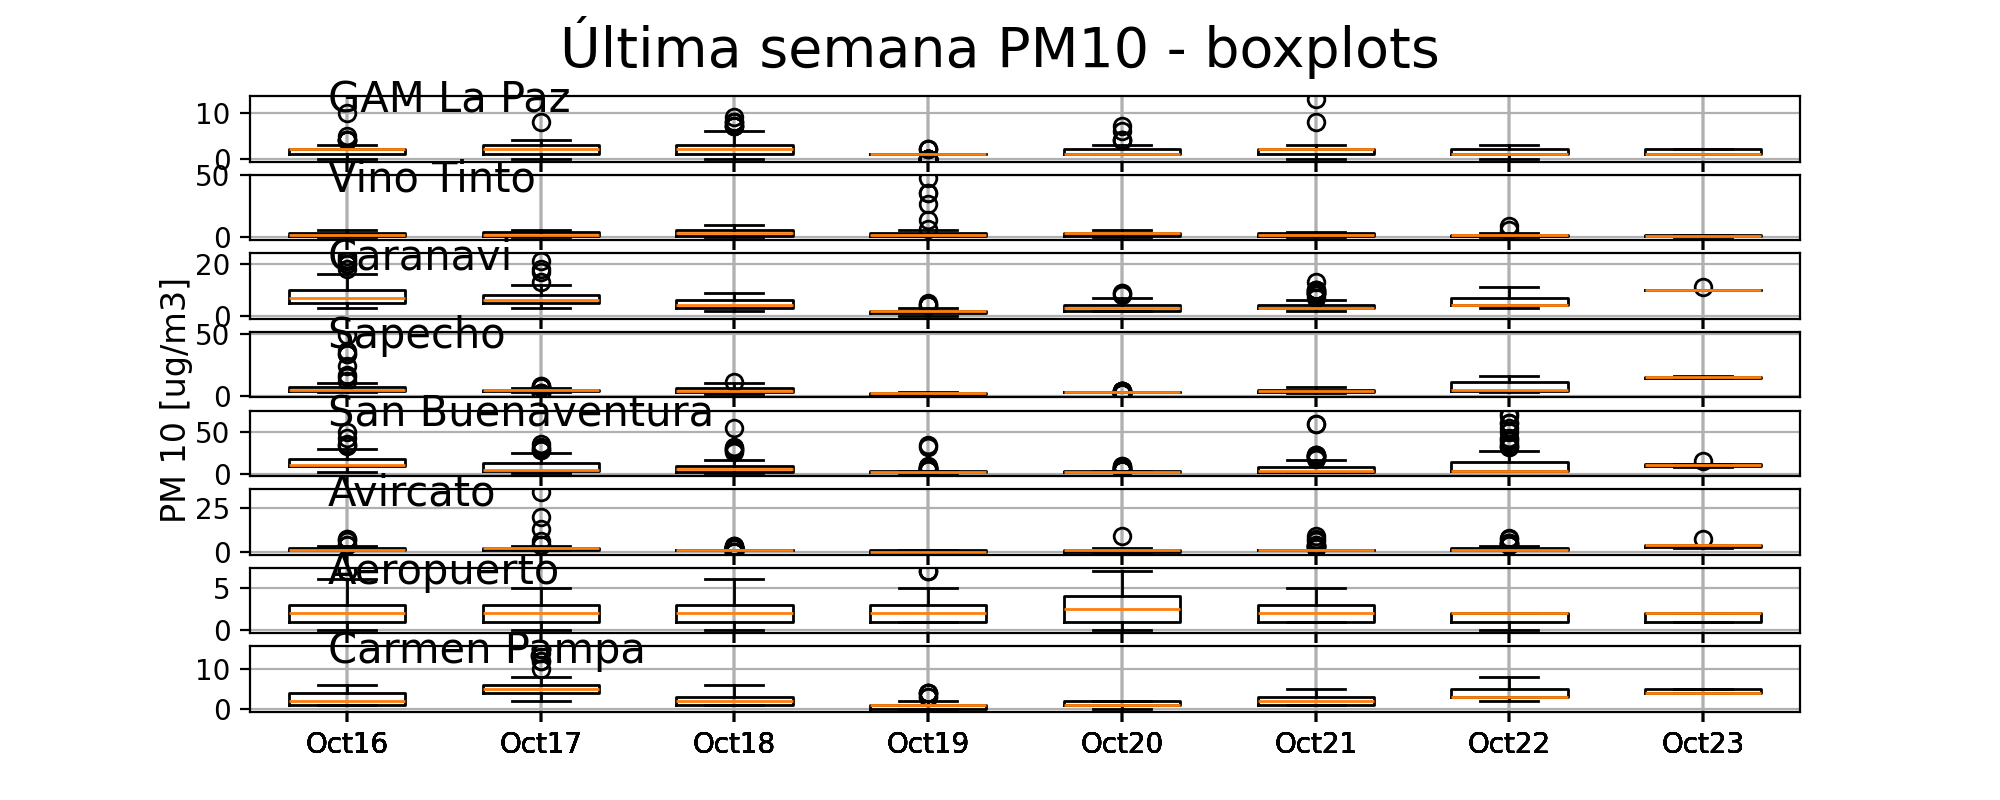 Última semana PM10 - boxplots
GAM La Paz
10
0
Vino Tinto
50
0
Caranavi
20
0
Sapecho
50
0
San Buenaventura
50
0
Avircato
25
0
Aeropuerto
5
0
Carmen Pampa
10
0
PM 10 [ug/m3]
Oct16 Oct17 Oct18 Oct19 Oct20 Oct21 Oct22 Oct23